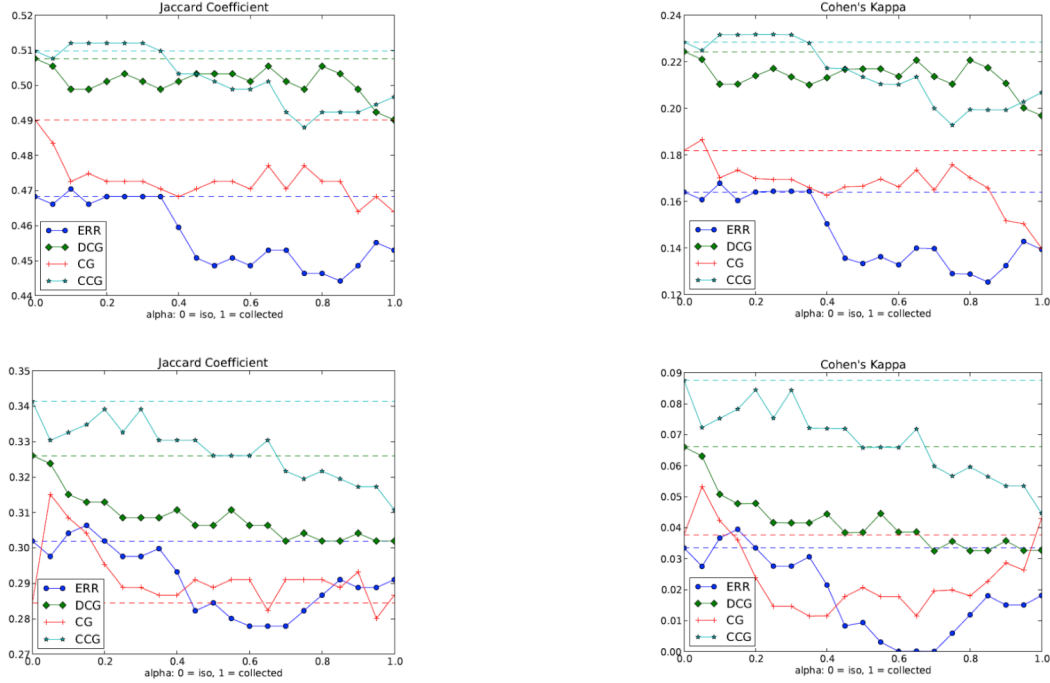 Jaccard Coefficient
0.52
0.51
0.50
0.49
0.48
0.47
0.46
0.45
0.44
0.0 0.2 0.4 0.6 0.8 1.0
alpha: 0 = iso, 1 = collected
ERR
DCG
CG
CCG
Cohen's Kappa
0.24
0.22
0.20
0.18
0.16
0.14
0.12
0.0 0.2 0.4 0.6 0.8 1.0
alpha: 0 = iso, 1 = collected
ERR
DCG
CG
CCG
Jaccard Coefficient
0.35
0.34
0.33
0.32
0.31
0.30
0.29
0.28
0.27
0.0 0.2 0.4 0.6 0.8 1.0
alpha: 0 = iso, 1 = collected
ERR
DCG
CG
CCG
Cohen's Kappa
0.09
0.08
0.07
0.06
0.05
0.04
0.03
0.02
0.01
0.00
0.0 0.2 0.4 0.6 0.8 1.0
alpha: 0 = iso, 1 = collected
ERR
DCG
CG
CCG